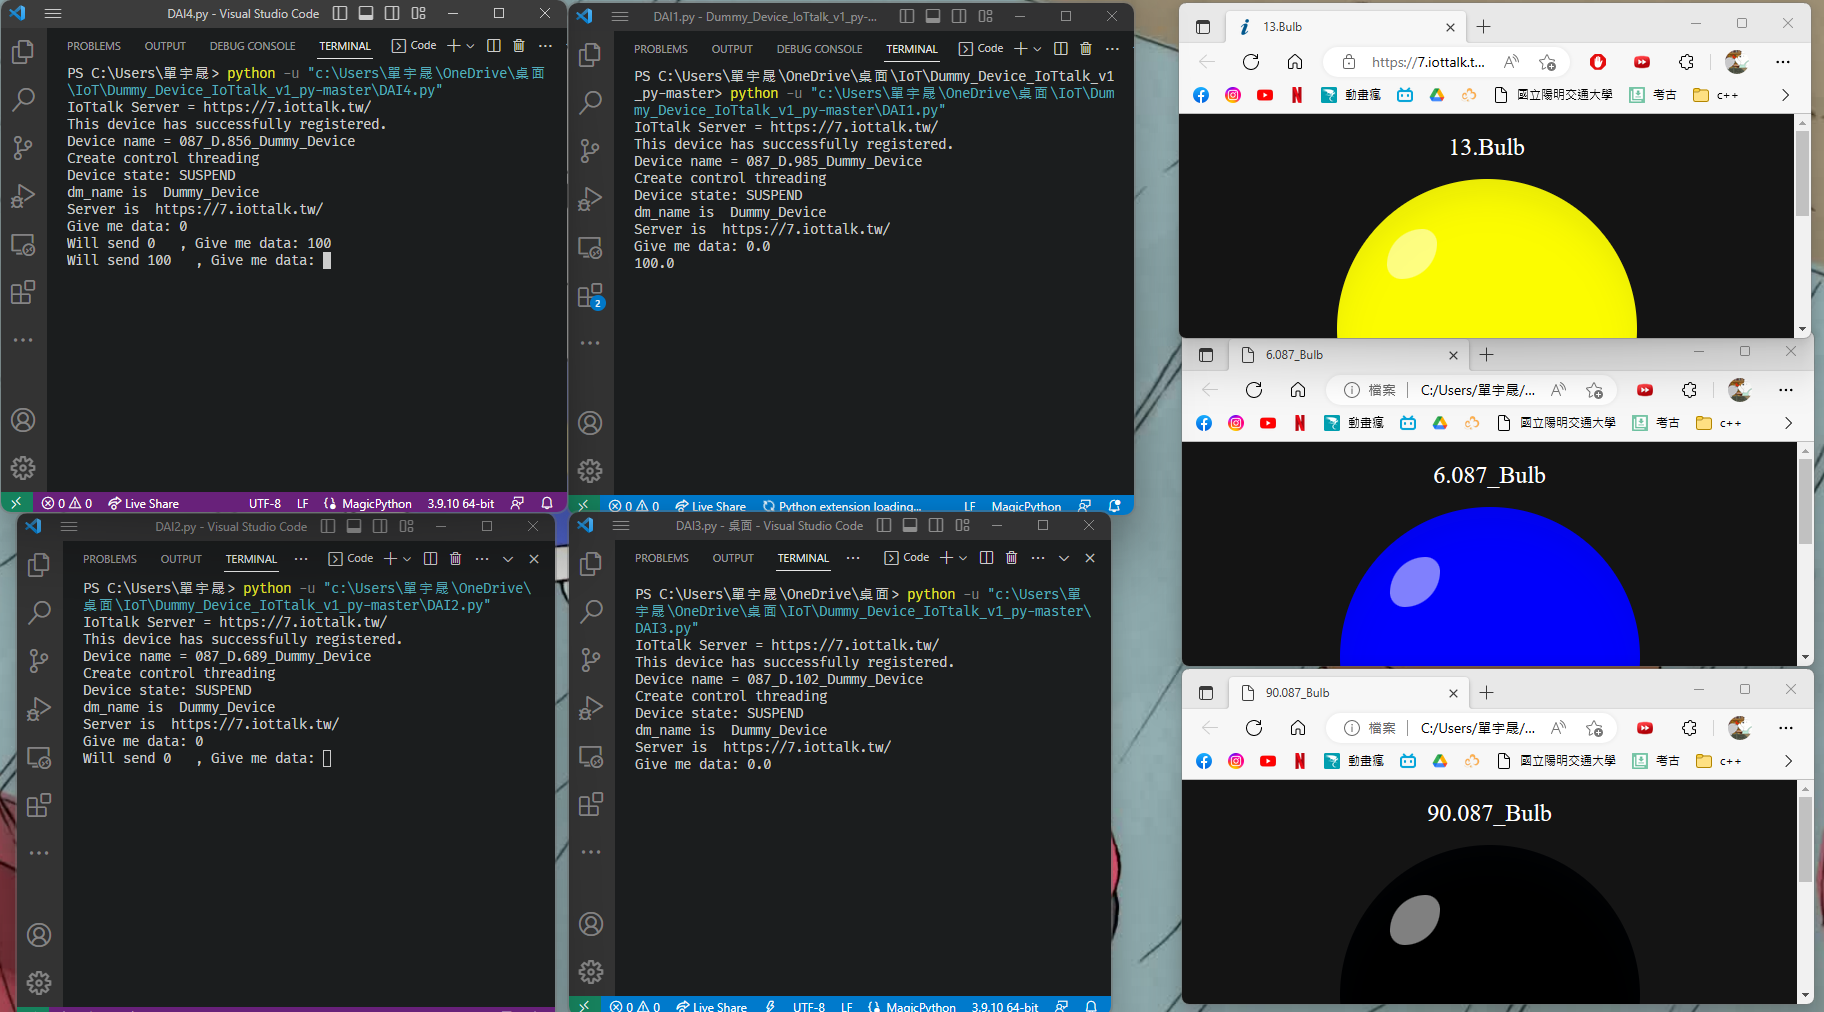 DAI4.py - Visual Studio Code
PROBLEMS OUTPUT DEBUG CONSOLE TERMINAL Code
PS C:\Users\單宇晟> python -u "c:\Users\單宇晟\OneDrive\桌面
\IoT\Dummy_Device_IoTtalk_v1_py-master\DAI4.py"
IoTtalk Server = https://7.iottalk.tw/
This device has successfully registered.
Device name = 087_D.856_Dummy_Device
Create control threading
Device state: SUSPEND
dm_name is  Dummy_Device
Server is  https://7.iottalk.tw/
Give me data: 0
Will send 0   , Give me data: 100
Will send 100   , Give me data:
0 0 Live Share UTF-8 LF MagicPython 3.9.10 64-bit
DAI1.py - Dummy_Device_IoTtalk_v1_py-...
PROBLEMS OUTPUT DEBUG CONSOLE TERMINAL Code
PS C:\Users\單宇晟\OneDrive\桌面\IoT\Dummy_Device_IoTtalk_v1
_py-master> python -u "c:\Users\單宇晟\OneDrive\桌面\IoT\Dum
my_Device_IoTtalk_v1_py-master\DAI1.py"
IoTtalk Server = https://7.iottalk.tw/
This device has successfully registered.
Device name = 087_D.985_Dummy_Device
Create control threading
Device state: SUSPEND
dm_name is  Dummy_Device
Server is  https://7.iottalk.tw/
Give me data: 0.0
100.0
2
0 0 Live Share Python extension loading... LF MagicPython
DAI2.py - Visual Studio Code
PROBLEMS OUTPUT TERMINAL Code
PS C:\Users\單宇晟> python -u "c:\Users\單宇晟\OneDrive\
桌面\IoT\Dummy_Device_IoTtalk_v1_py-master\DAI2.py"
IoTtalk Server = https://7.iottalk.tw/
This device has successfully registered.
Device name = 087_D.689_Dummy_Device
Create control threading
Device state: SUSPEND
dm_name is  Dummy_Device
Server is  https://7.iottalk.tw/
Give me data: 0
Will send 0   , Give me data:
DAI3.py - 桌面 - Visual Studio Code
PROBLEMS OUTPUT TERMINAL Code
PS C:\Users\單宇晟\OneDrive\桌面> python -u "c:\Users\單
宇晟\OneDrive\桌面\IoT\Dummy_Device_IoTtalk_v1_py-master\
DAI3.py"
IoTtalk Server = https://7.iottalk.tw/
This device has successfully registered.
Device name = 087_D.102_Dummy_Device
Create control threading
Device state: SUSPEND
dm_name is  Dummy_Device
Server is  https://7.iottalk.tw/
Give me data: 0.0
0 0 Live Share UTF-8 LF MagicPython 3.9.10 64-bit
13.Bulb
https://7.iottalk.t...
動畫瘋 國立陽明交通大學 考古 c++
13.Bulb
6.087_Bulb
檔案 C:/Users/單宇晟/...
動畫瘋 國立陽明交通大學 考古 c++
6.087_Bulb
90.087_Bulb
檔案 C:/Users/單宇晟/...
動畫瘋 國立陽明交通大學 考古 c++
90.087_Bulb